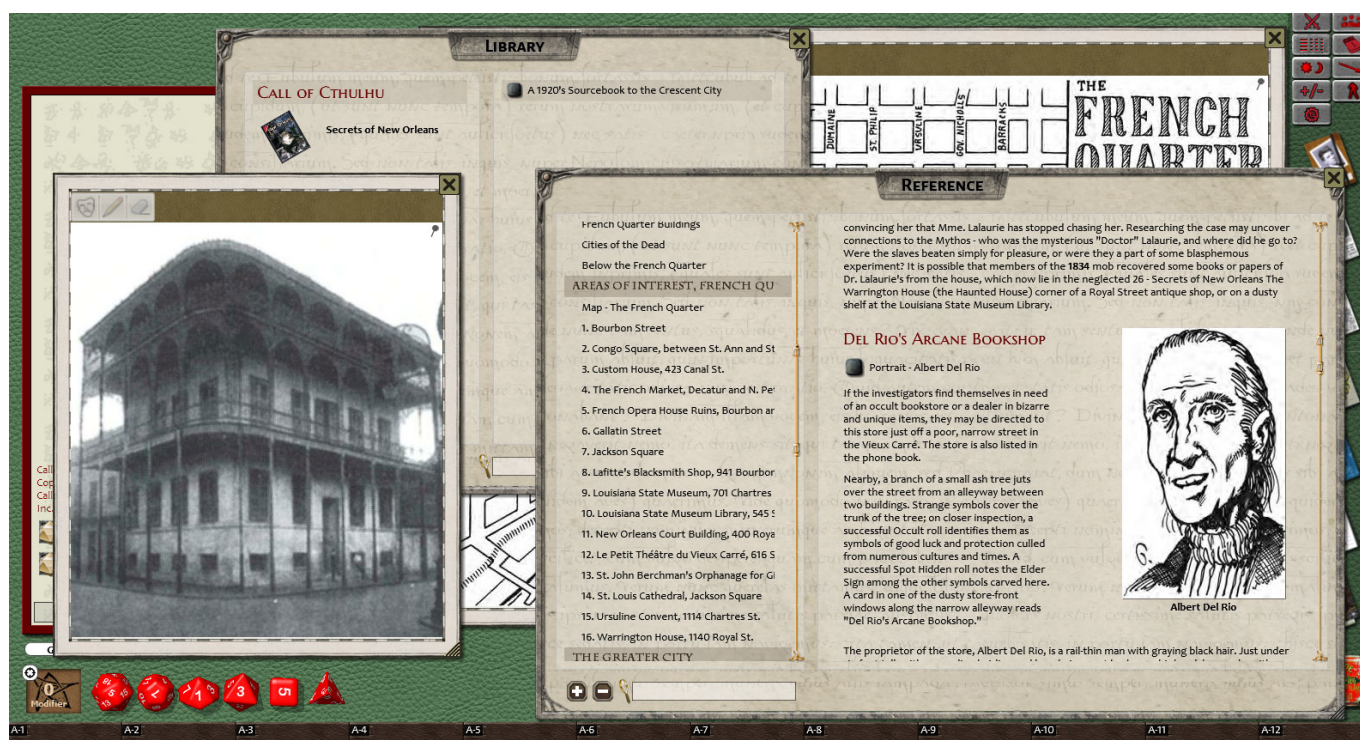 LIBRARY
CALL OF CTHULHU
Secrets of New Orleans
A 1920's Sourcebook to the Crescent City
THE
FRENCH
QUARTER
DUMAINE
ST. PHILIP
URSULINE
GOV. NICHOLLS
BARRACKS
REFERENCE
French Quarter Buildings
Cities of the Dead
Below the French Quarter
AREAS OF INTEREST, FRENCH QU
Map - The French Quarter
1. Bourbon Street
2. Congo Square, between St. Ann and St
3. Custom House, 423 Canal St.
4. The French Market, Decatur and N. Pe
5. French Opera House Ruins, Bourbon ar
6. Gallatin Street
7. Jackson Square
8. Lafitte's Blacksmith Shop, 941 Bourbor
9. Louisiana State Museum, 701 Chartres
10. Louisiana State Museum Library, 545 S
11. New Orleans Court Building, 400 Roya
12. Le Petit Théâtre du Vieux Carré, 616 S
13. St. John Berchman's Orphanage for Gi
14. St. Louis Cathedral, Jackson Square
15. Ursuline Convent, 1114 Chartres St.
16. Warrington House, 1140 Royal St.
THE GREATER CITY
convincing her that Mme. Lalaurie has stopped chasing her. Researching the case may uncover
connections to the Mythos - who was the mysterious "Doctor" Lalaurie, and where did he go to?
Were the slaves beaten simply for pleasure, or were they a part of some blasphemous
experiment? It is possible that members of the 1834 mob recovered some books or papers of
Dr. Lalaurie's from the house, which now lie in the neglected 26 - Secrets of New Orleans The
Warrington House (the Haunted House) corner of a Royal Street antique shop, or on a dusty
shelf at the Louisiana State Museum Library.
DEL RIO'S ARCANE BOOKSHOP
Portrait - Albert Del Rio
If the investigators find themselves in need
of an occult bookstore or a dealer in bizarre
and unique items, they may be directed to
this store just off a poor, narrow street in
the Vieux Carré. The store is also listed in
the phone book.
Nearby, a branch of a small ash tree juts
over the street from an alleyway between
two buildings. Strange symbols cover the
trunk of the tree; on closer inspection, a
successful Occult roll identifies them as
symbols of good luck and protection culled
from numerous cultures and times. A
successful Spot Hidden roll notes the Elder
Sign among the other symbols carved here.
A card in one of the dusty store-front
windows along the narrow alleyway reads
"Del Rio's Arcane Bookshop."
Albert Del Rio
The proprietor of the store, Albert Del Rio, is a rail-thin man with graying black hair. Just under
Call
Cop
Call
Inc.
G
0
Modifier
7
1
3
5
+/-
A-1
A-2
A-3
A-4
A-5
A-6
A-7
A-8
A-9
A-10
A-11
A-12